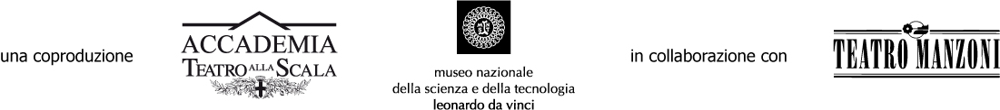 una coproduzione
ACCADEMIA
TEATRO ALLA SCALA
museo nazionale
della scienza e della tecnologia
leonardo da vinci
in collaborazione con
TEATRO MANZONI